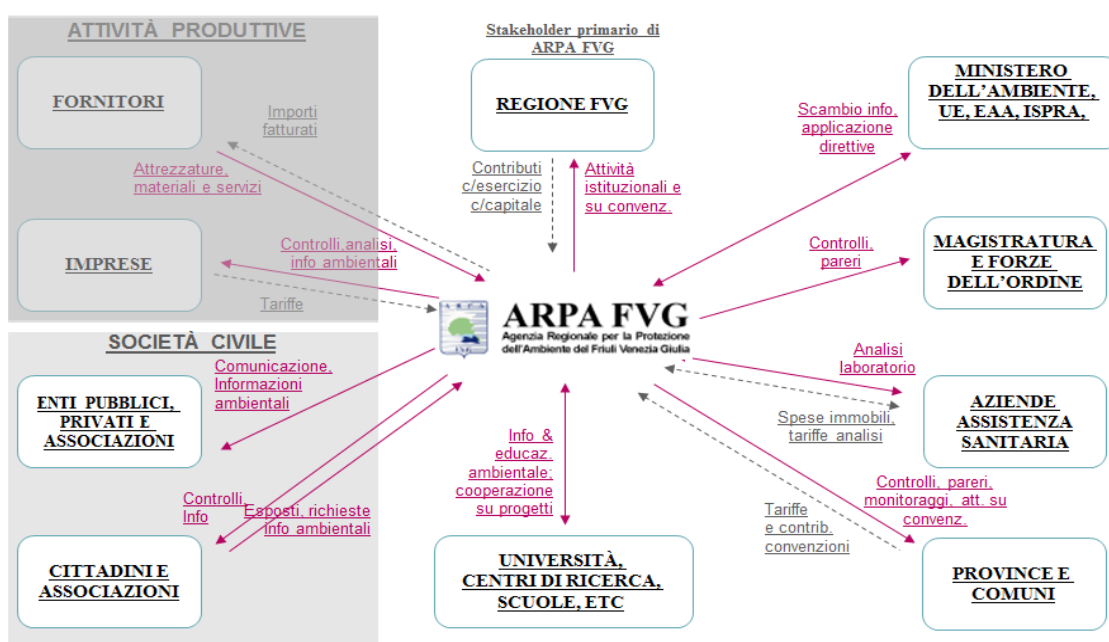 ATTIVITÀ PRODUTTIVE
FORNITORI
Importi
fatturati
Attrezzature,
materiali e servizi
IMPRESE
Controlli,analisi,
info ambientali
Tariffe
Stakeholder primario di
ARPA FVG
REGIONE FVG
Contributi
c/esercizio
c/capitale
Attività
istituzionali e
su convenz.
MINISTERO
DELL'AMBIENTE,
UE, EAA, ISPRA,
Scambio info,
applicazione
direttive
MAGISTRATURA
E FORZE
DELL'ORDINE
Controlli,
pareri
ARPA
FVG
ARPA FVG
Agenzia Regionale per la Protezione
dell'Ambiente del Friuli Venezia Giulia
SOCIETÀ CIVILE
Comunicazione,
Informazioni
ambientali
ENTI PUBBLICI,
PRIVATI E
ASSOCIAZIONI
Controlli,
Info
Esposti, richieste
Info ambientali
CITTADINI E
ASSOCIAZIONI
Info &
educaz.
ambientale;
cooperazione
su progetti
UNIVERSITÀ,
CENTRI DI RICERCA,
SCUOLE, ETC
Analisi
laboratorio
Spese immobili,
tariffe analisi
AZIENDE
ASSISTENZA
SANITARIA
Controlli, pareri,
monitoraggi, att. su
convenz.
Tariffe
e contrib.
convenzioni
PROVINCE E
COMUNI